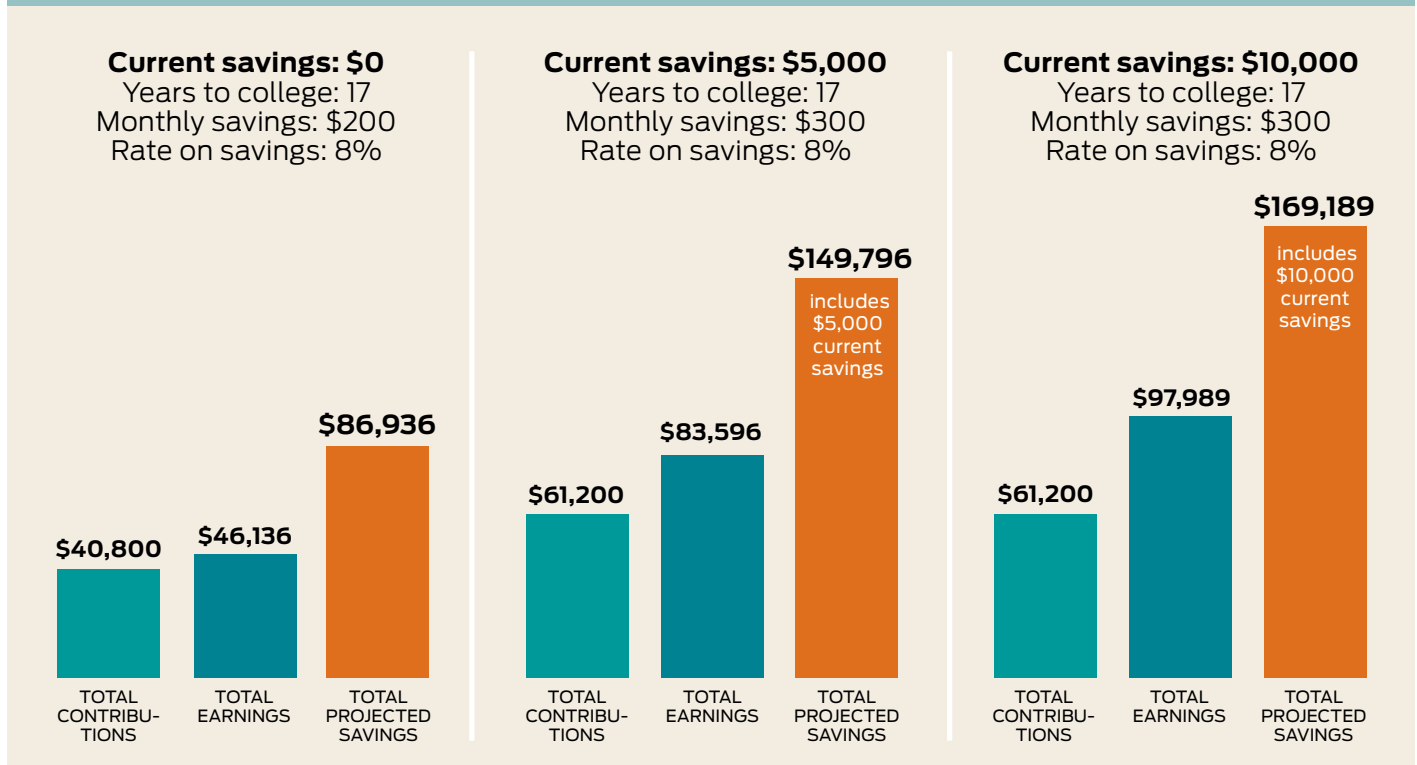 Current savings: $0
Years to college: 17
Monthly savings: $200
Rate on savings: 8%
$40,800
$46,136
$86,936
TOTAL
CONTRIBU-
TIONS
TOTAL
EARNINGS
TOTAL
PROJECTED
SAVINGS
Current savings: $5,000
Years to college: 17
Monthly savings: $300
Rate on savings: 8%
$61,200
$83,596
$149,796
includes
$5,000
current
savings
TOTAL
CONTRIBU-
TIONS
TOTAL
EARNINGS
TOTAL
PROJECTED
SAVINGS
Current savings: $10,000
Years to college: 17
Monthly savings: $300
Rate on savings: 8%
$61,200
$97,989
$169,189
includes
$10,000
current
savings
TOTAL
CONTRIBU-
TIONS
TOTAL
EARNINGS
TOTAL
PROJECTED
SAVINGS